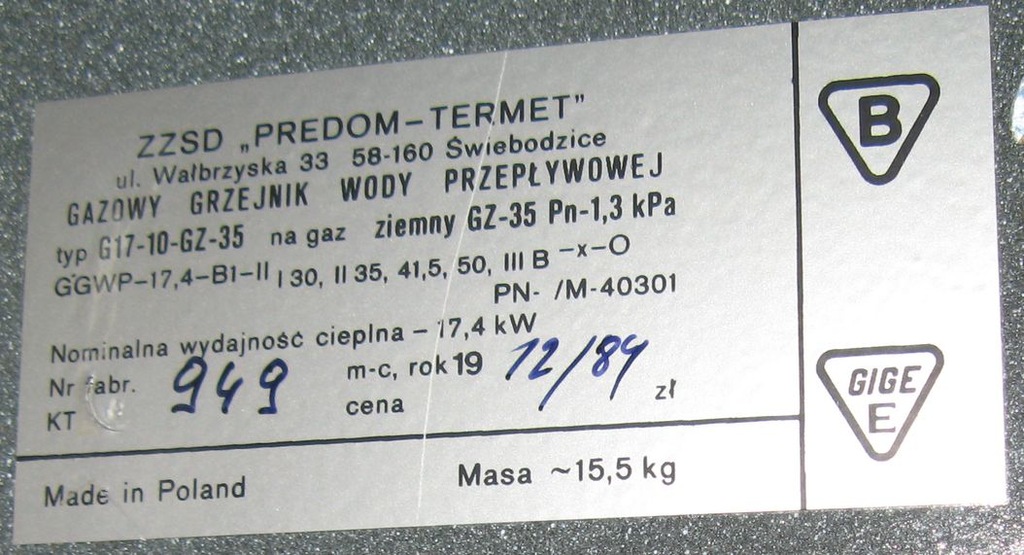 ZZSD „PREDOM-TERMET”
ul. Wałbrzyska 33 58-160 Świebodzice
GAZOWY GRZEJNIK WODY PRZEPŁYWOWEJ
typ G17-10-GZ-35 na gaz ziemny GZ-35 Pn-1,3 kPa
GGWP-17,4-B1-II I 30, II 35, 41,5, 50, III B -x-O
PN- /M-40301
Nominalna wydajność cieplna - 17,4 kW
Nr fabr. 949 m-c, rok 19 12/84
KT cena zł
Made in Poland Masa ~15,5 kg
B
GIGE
E